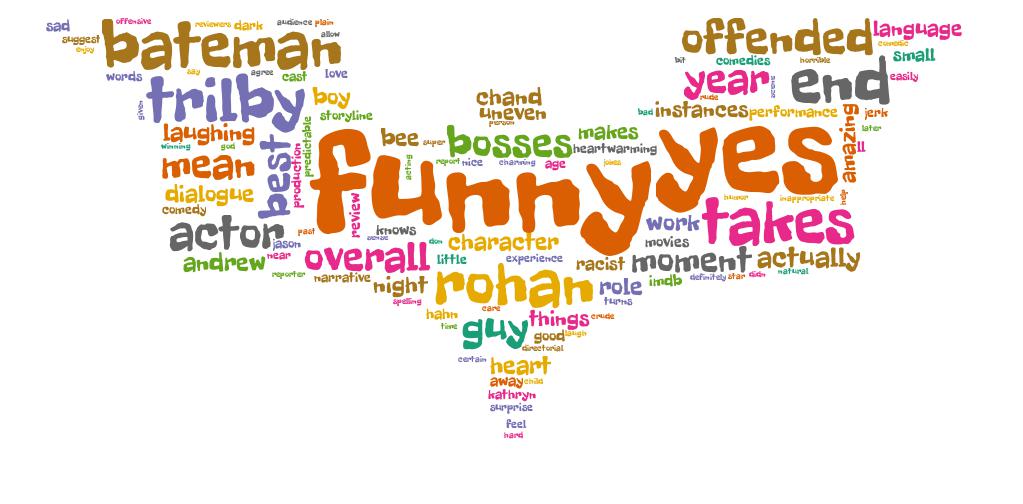 sad
offensive
reviewers
dark
audience
plain
suggest
enjoy
bateman
allow
offended
language
comedic
small
easily
words
say
agree
cast
love
bit
comedies
horrible
year
scene
end
rude
given
trilby
boy
storyline
chand
uneven
person
bad
instances
performance
jerk
later
laughing
winning
god
best
production
predictable
bee
super
bosses
makes
heartwarming
acting
report
nice
charming
age
jokes
amazing
ll
mean
dialogue
comedy
funny
yes
help
humor
inappropriate
actor
jason
past
review
knows
work
takes
andrew
near
overall
don
little
character
experience
racist
movies
moment
actually
reporter
narrative
night
rohan
role
imdb
definitely
star
didn
natural
spelling
care
turns
hahn
time
guy
things
crude
good
laugh
directorial
certain
heart
away
child
kathryn
surprise
feel
hard